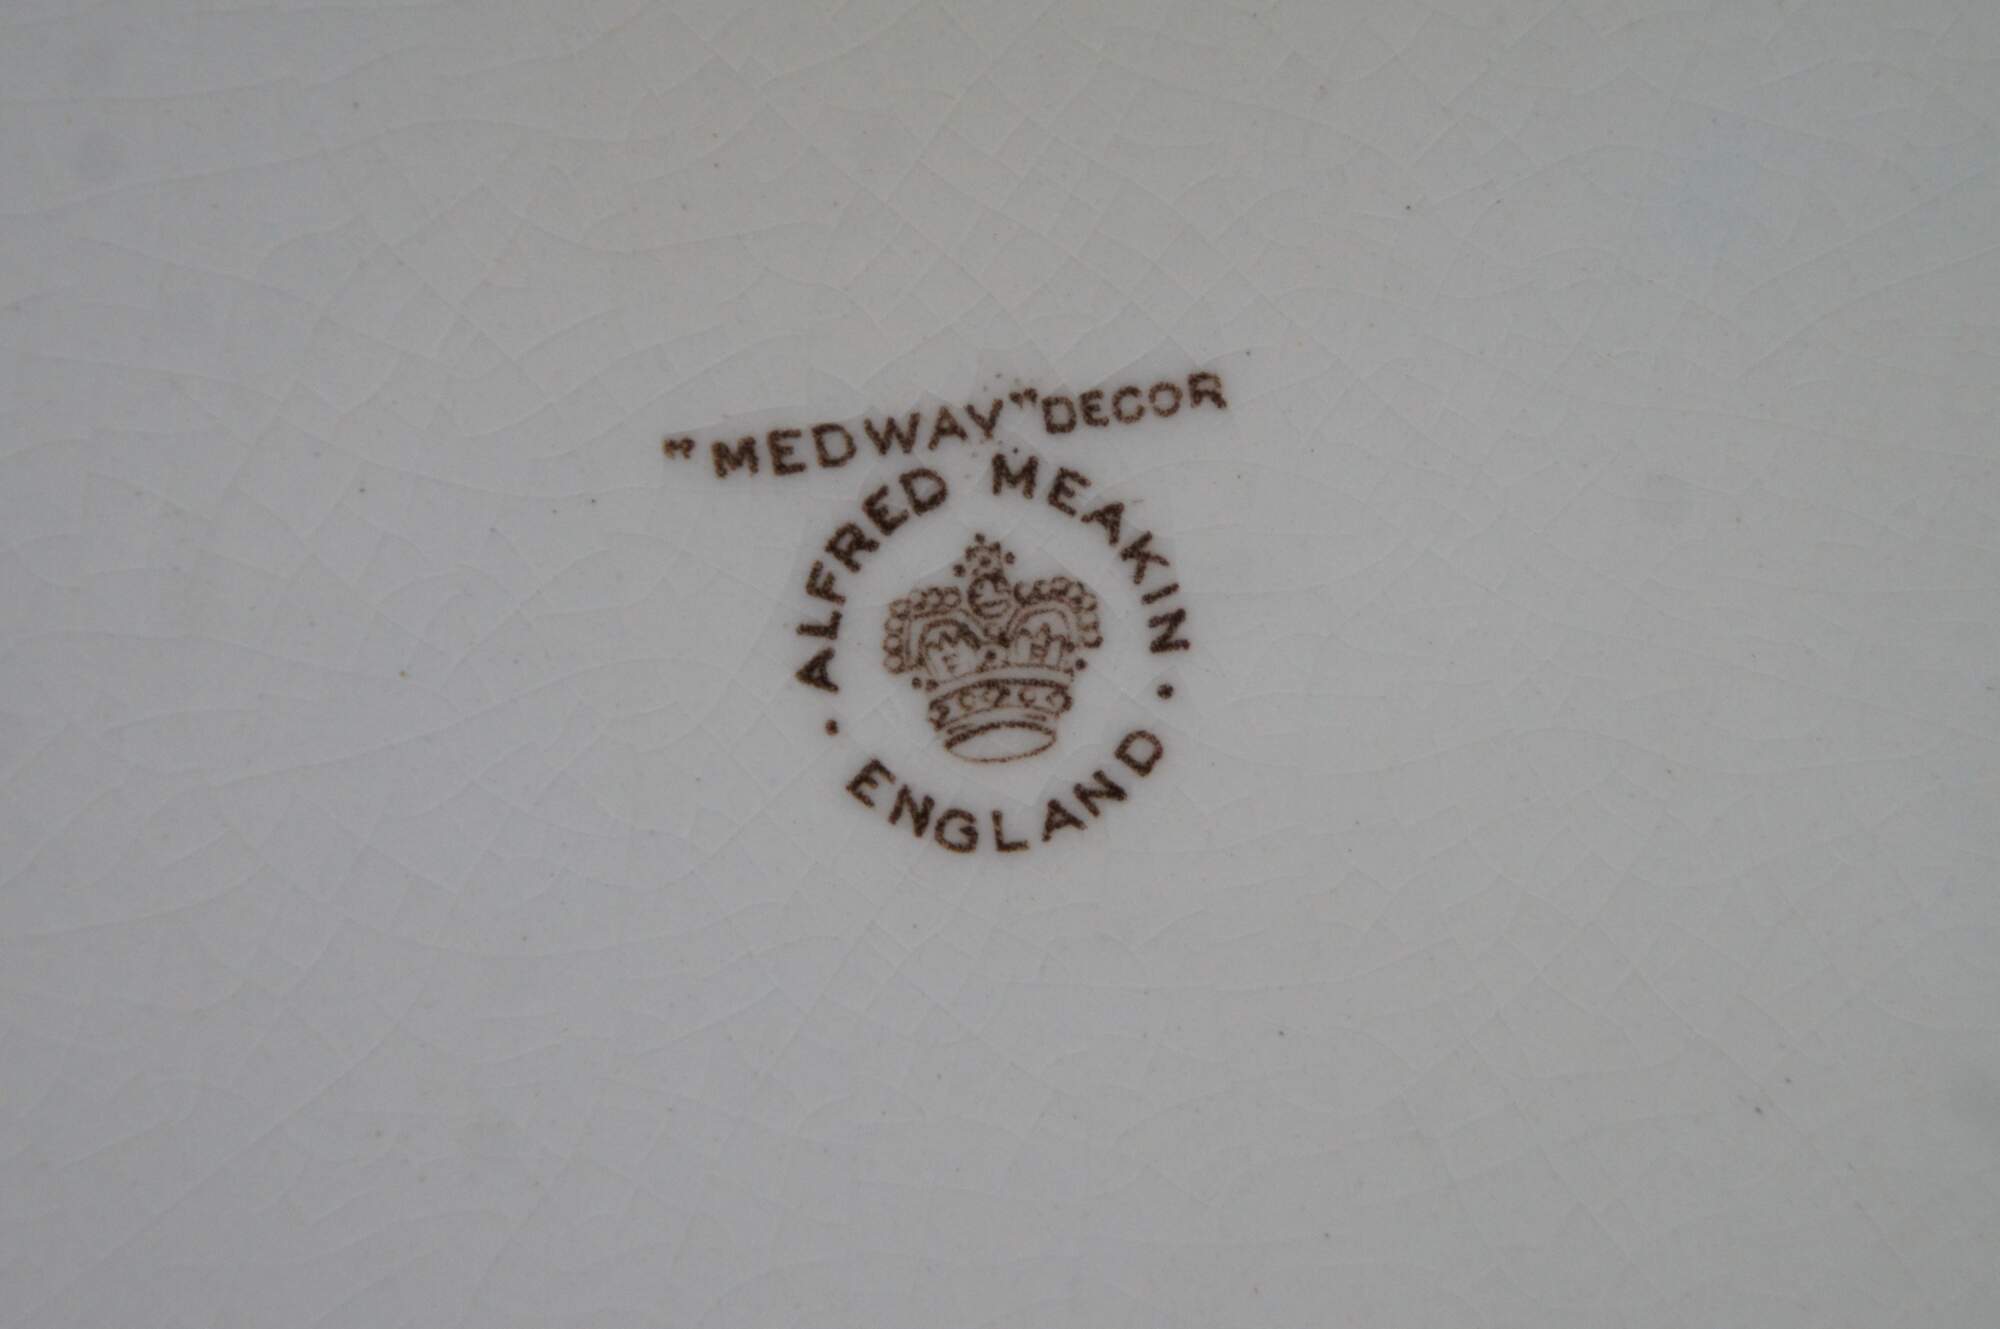 "MEDWAY" DECOR
ALFRED MEAKIN
· ENGLAND ·